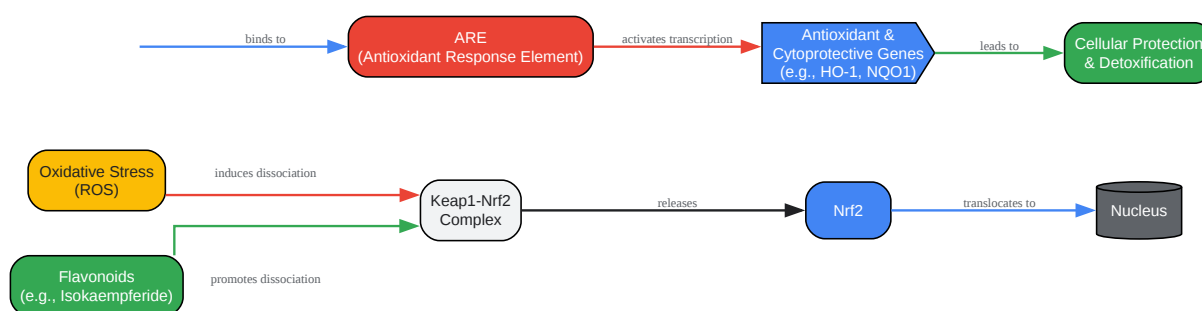 binds to
ARE
(Antioxidant Response Element)
activates transcription
Antioxidant &
Cytoprotective Genes
(e.g., HO-1, NQO1)
leads to
Cellular Protection
& Detoxification
Oxidative Stress
(ROS)
induces dissociation
Keap1-Nrf2
Complex
releases
Nrf2
translocates to
Nucleus
Flavonoids
(e.g., Isokaempferide)
promotes dissociation